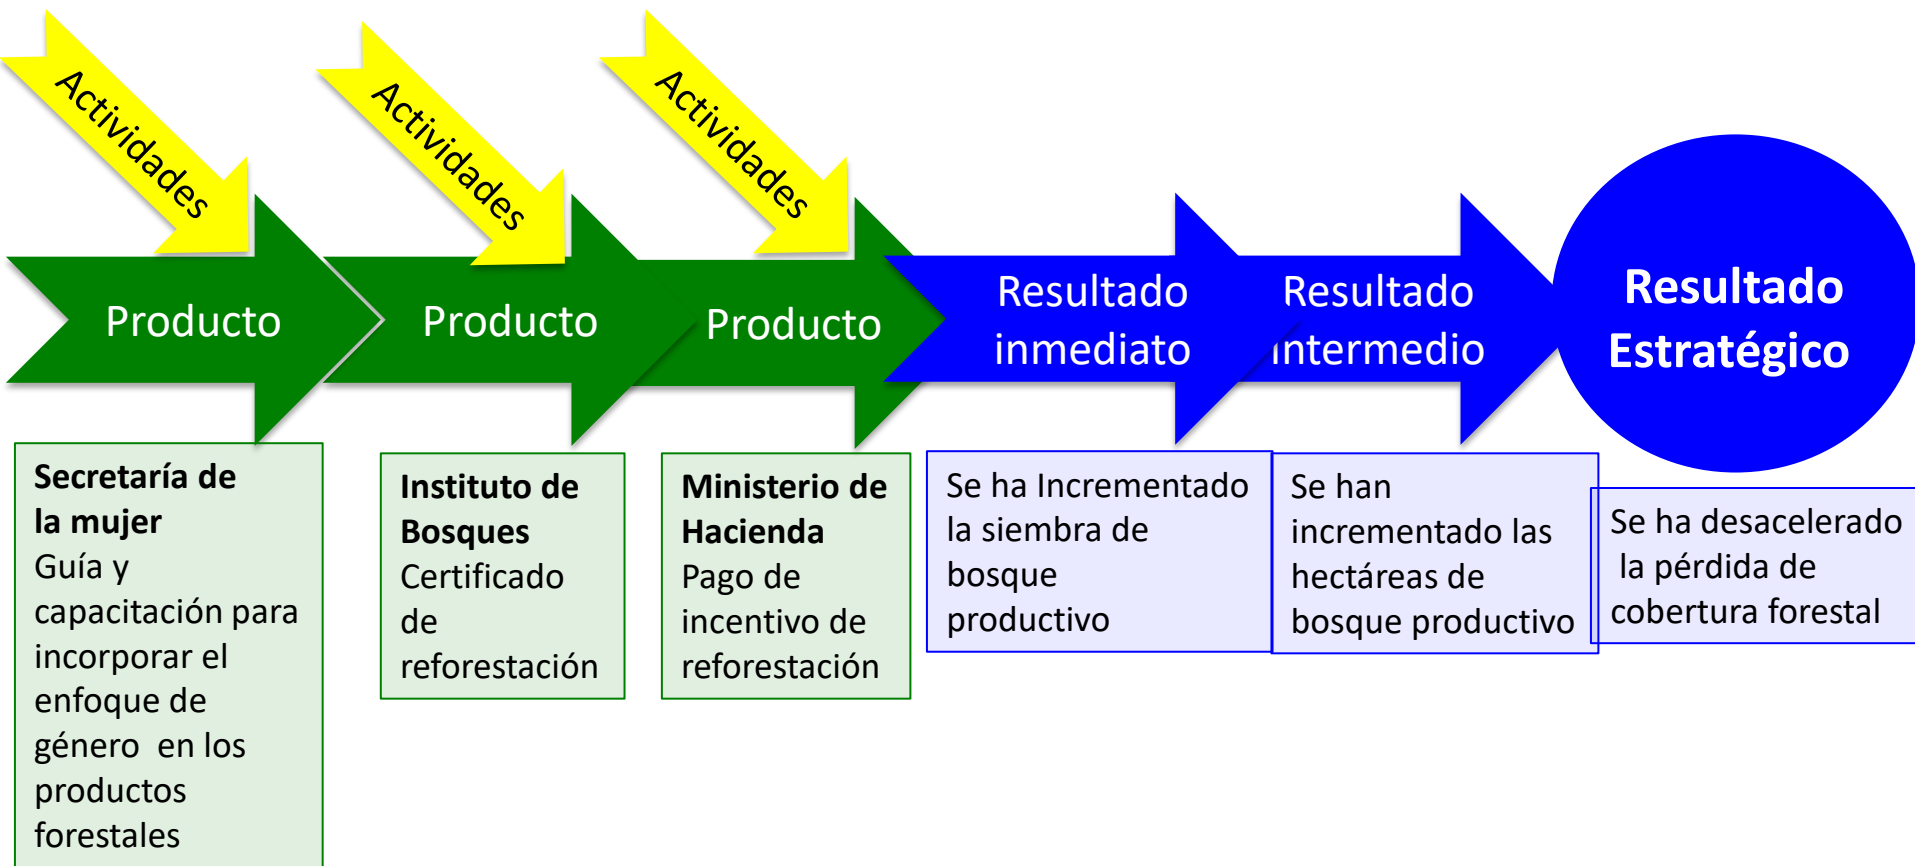 Actividades
Actividades
Actividades
Producto
Producto
Producto
Resultado
inmediato
Resultado
intermedio
Resultado
Estratégico
Secretaría de
la mujer
Guía y
capacitación para
incorporar el
enfoque de
género en los
productos
forestales
Instituto de
Bosques
Certificado
de
reforestación
Ministerio de
Hacienda
Pago de
incentivo de
reforestación
Se ha Incrementado
la siembra de
bosque
productivo
Se han
incrementado las
hectáreas de
bosque productivo
Se ha desacelerado
la pérdida de
cobertura forestal